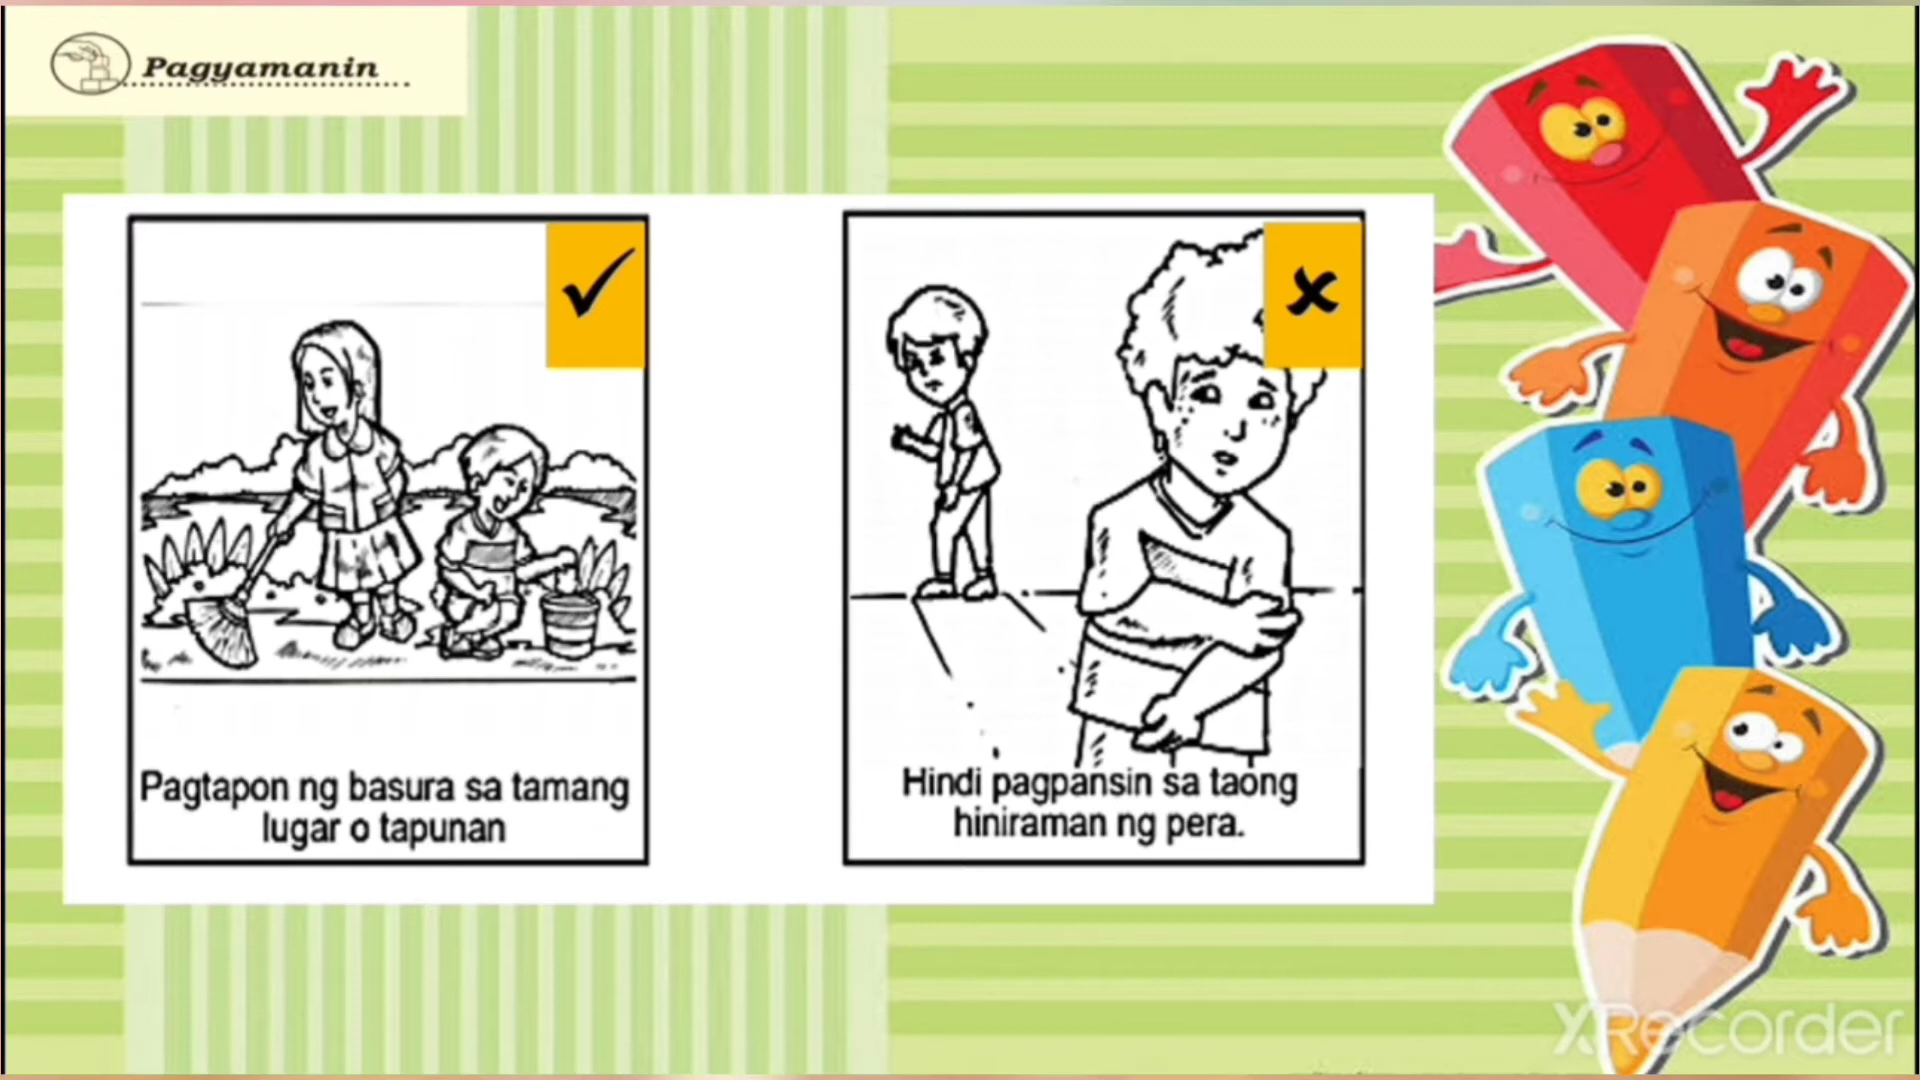 Pagyamanin
Pagtapon ng basura sa tamang
lugar o tapunan
Hindi pagpansin sa taong
hiniraman ng pera.
XRecorder